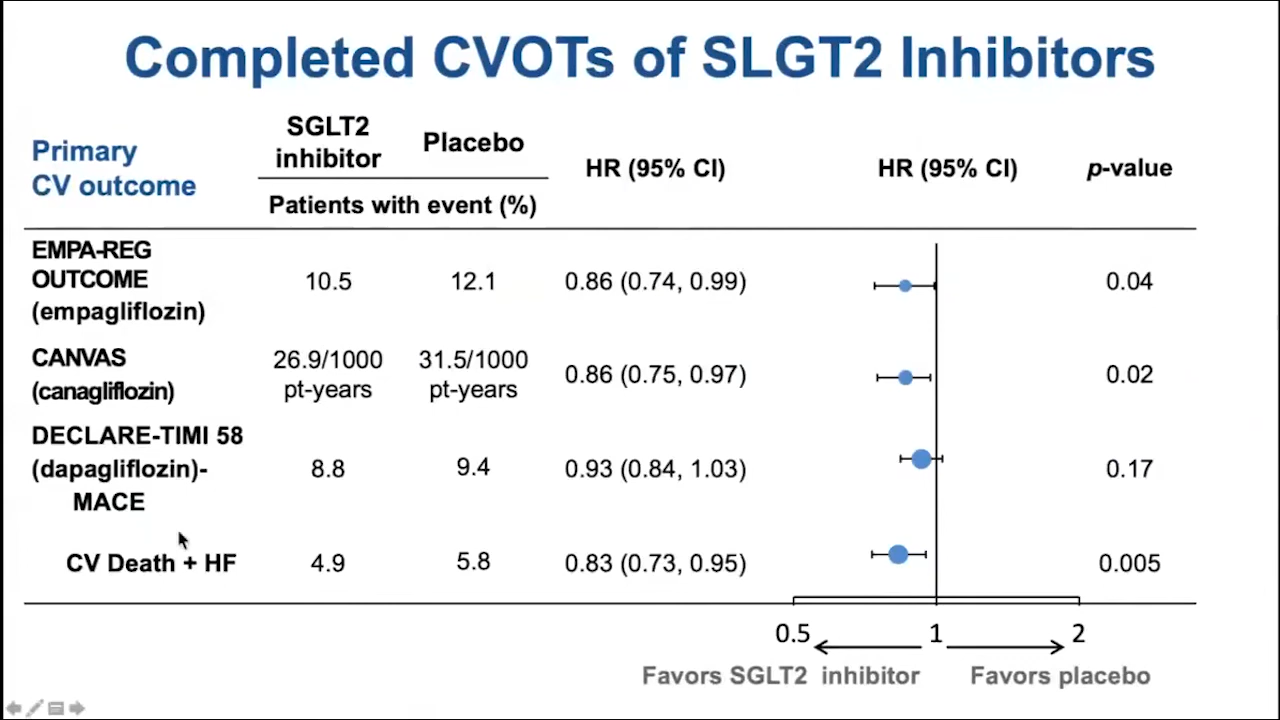 Completed CVOTs of SLGT2 Inhibitors
Primary
CV outcome
SGLT2
inhibitor
Placebo
Patients with event (%)
HR (95% CI)
HR (95% CI)
p-value
EMPA-REG
OUTCOME
(empagliflozin)
10.5
12.1
0.86 (0.74, 0.99)
0.04
CANVAS
(canagliflozin)
26.9/1000
pt-years
31.5/1000
pt-years
0.86 (0.75, 0.97)
0.02
DECLARE-TIMI 58
(dapagliflozin)-
MACE
8.8
9.4
0.93 (0.84, 1.03)
0.17
CV Death + HF
4.9
5.8
0.83 (0.73, 0.95)
0.005
0.5
1
2
Favors SGLT2 inhibitor
Favors placebo